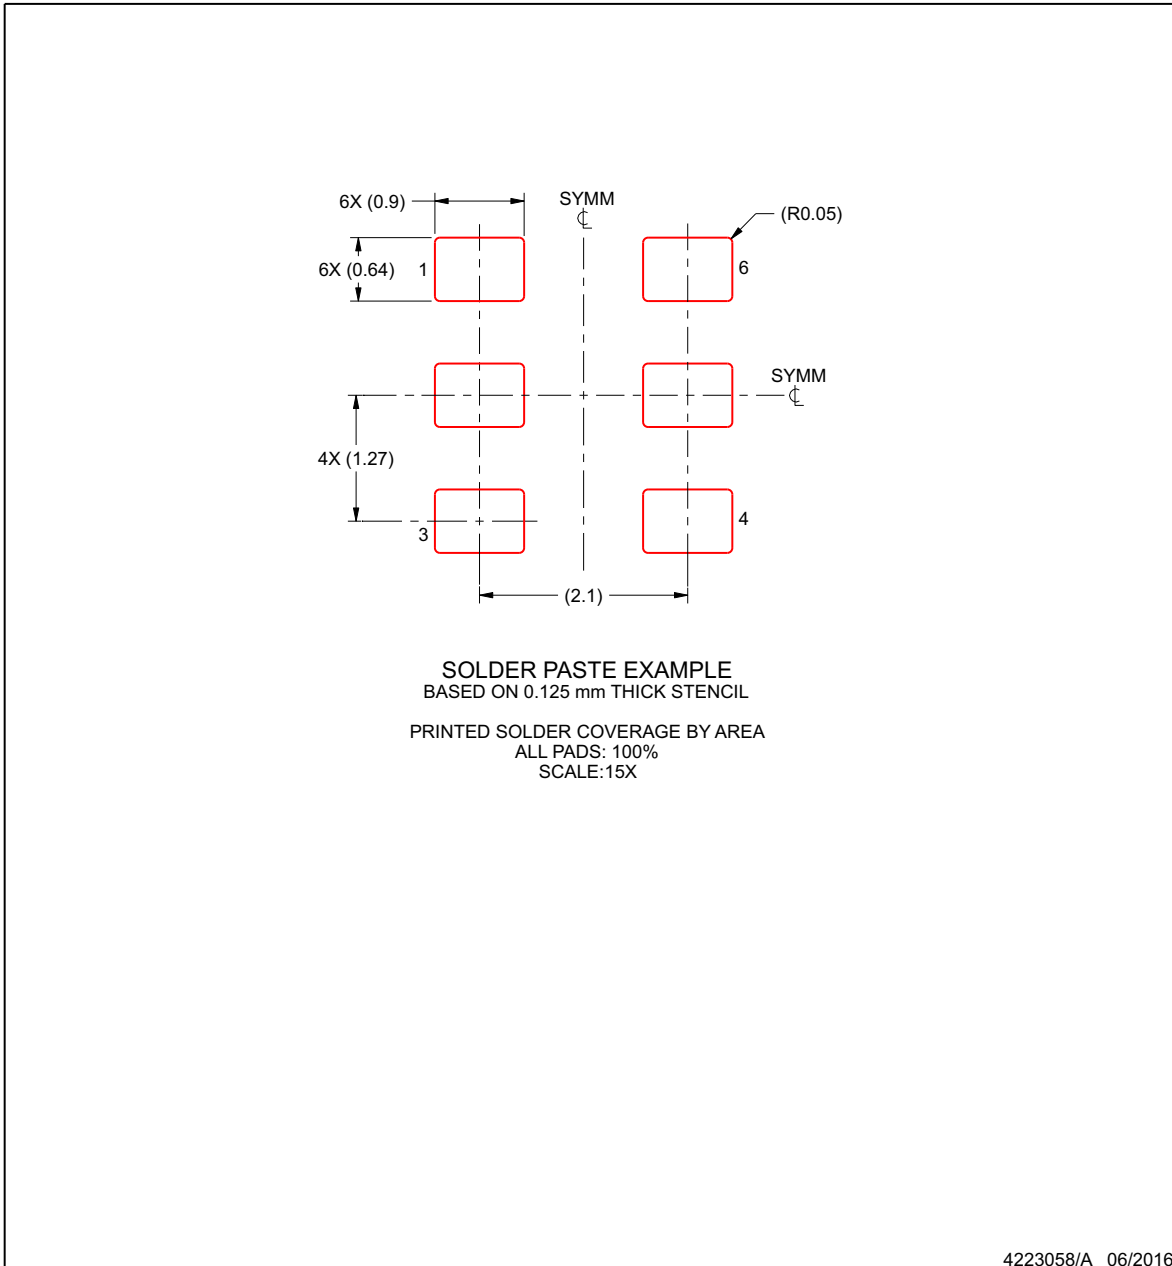 6X (0.9)
SYMM
(R0.05)
6X (0.64)
1
6
SYMM
4X (1.27)
3
4
(2.1)
SOLDER PASTE EXAMPLE
BASED ON 0.125 mm THICK STENCIL
PRINTED SOLDER COVERAGE BY AREA
ALL PADS: 100%
SCALE:15X
4223058/A 06/2016